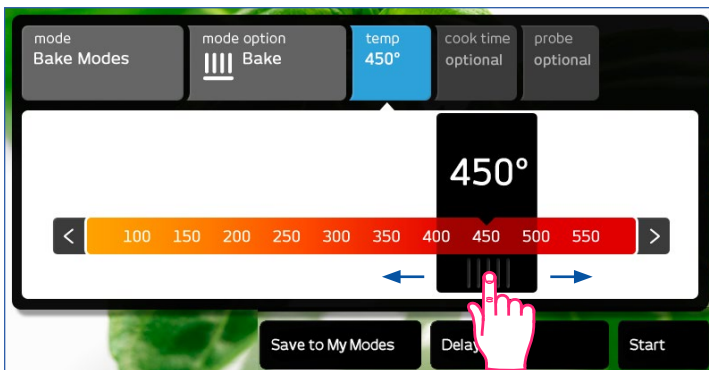 mode
Bake Modes
mode option
Bake
temp
450°
cook time
optional
probe
optional
450°
< 100 150 200 250 300 350 400 450 500 550 >
Save to My Modes
Delay
Start